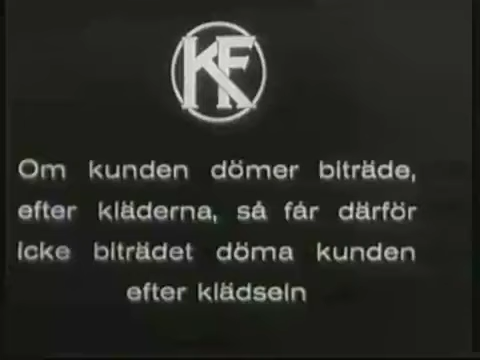 KF
Om kunden dömer biträde,
efter kläderna, så får därför
icke biträdet döma kunden
efter klädseln